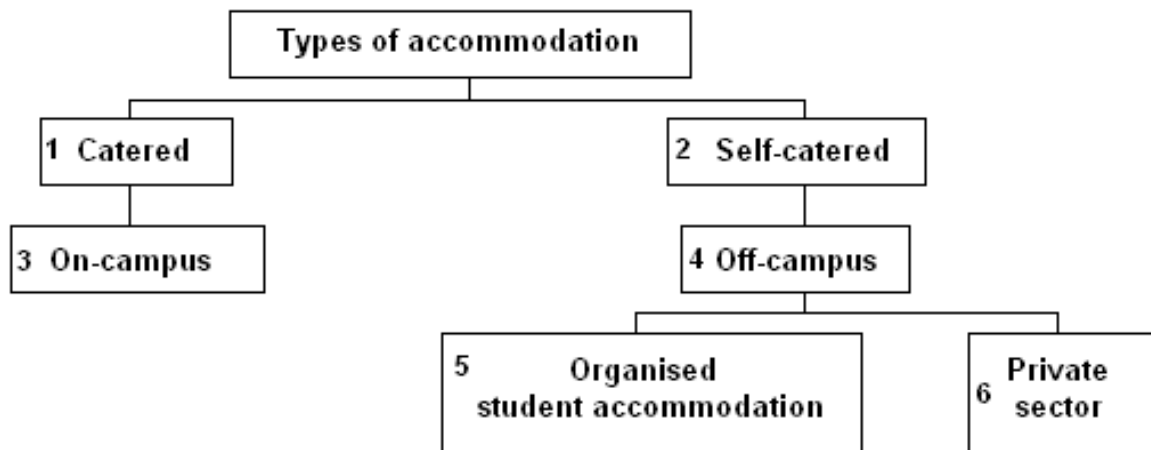 Types of accommodation
1 Catered
2 Self-catered
3 On-campus
4 Off-campus
5 Organised
student accommodation
6 Private
sector